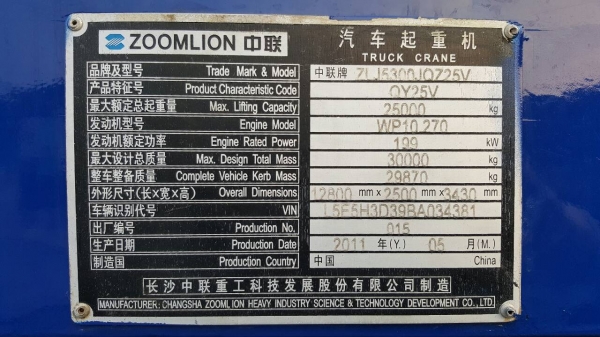 ZOOMLION 中联 汽车起重机
TRUCK CRANE
品牌及型号 Trade Mark & Model 中联牌 ZLJ5300JQZ25V
产品特征号 Product Characteristic Code QY25V
最大额定总起重量 Max. Lifting Capacity 25000 kg
发动机型号 Engine Model WP10.270
发动机额定功率 Engine Rated Power 199 kW
最大设计总质量 Max. Design Total Mass 30000 kg
整车整备质量 Complete Vehicle Kerb Mass 29870 kg
外形尺寸(长×宽×高) Overall Dimensions 12800 mm x 2500 mm x 3430 mm
车辆识别代号 VIN L5E5H3D39BA034381
出厂编号 Production No. 015
生产日期 Production Date 2011 年(Y.) 05 月(M.)
制造国 Production Country 中国 China
长沙中联重工科技发展股份有限公司制造
MANUFACTURER: CHANGSHA ZOOMLION HEAVY INDUSTRY SCIENCE & TECHNOLOGY DEVELOPMENT CO., LTD.